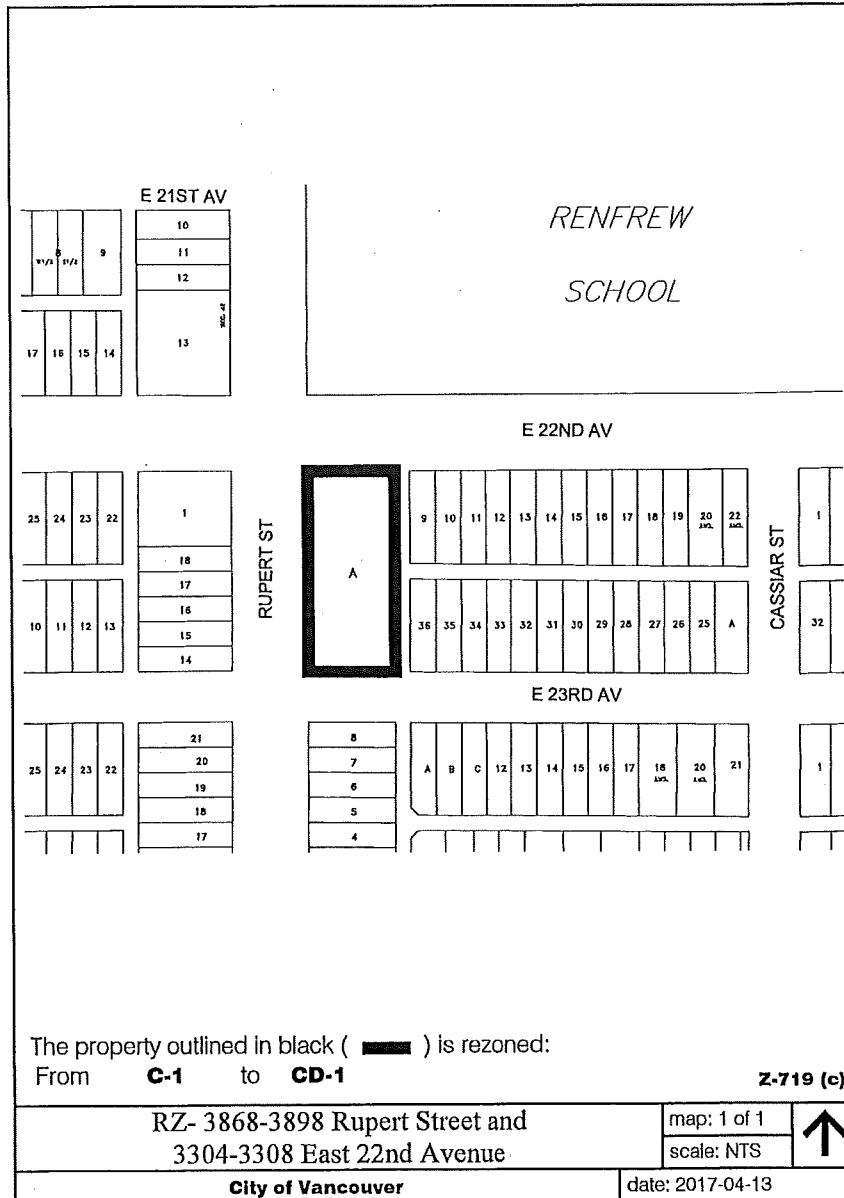 E 21ST AV
10
11
12
13
8
9
17 16 15 14
RENFREW
SCHOOL
E 22ND AV
25 24 23 22
1
18
17
16
15
14
10 11 12 13
RUPERT ST
A
9 10 11 12 13 14 15 16 17 18 19 20 22
36 35 34 33 32 31 30 29 28 27 26 25 A
CASSIAR ST
1
32
E 23RD AV
25 24 23 22
21
20
19
18
17
8
7
6
5
4
A B C 12 13 14 15 16 17 18 20 21
1
The property outlined in black ( ) is rezoned:
From C-1 to CD-1
Z-719 (c)
RZ- 3868-3898 Rupert Street and
3304-3308 East 22nd Avenue
map: 1 of 1
scale: NTS
City of Vancouver
date: 2017-04-13